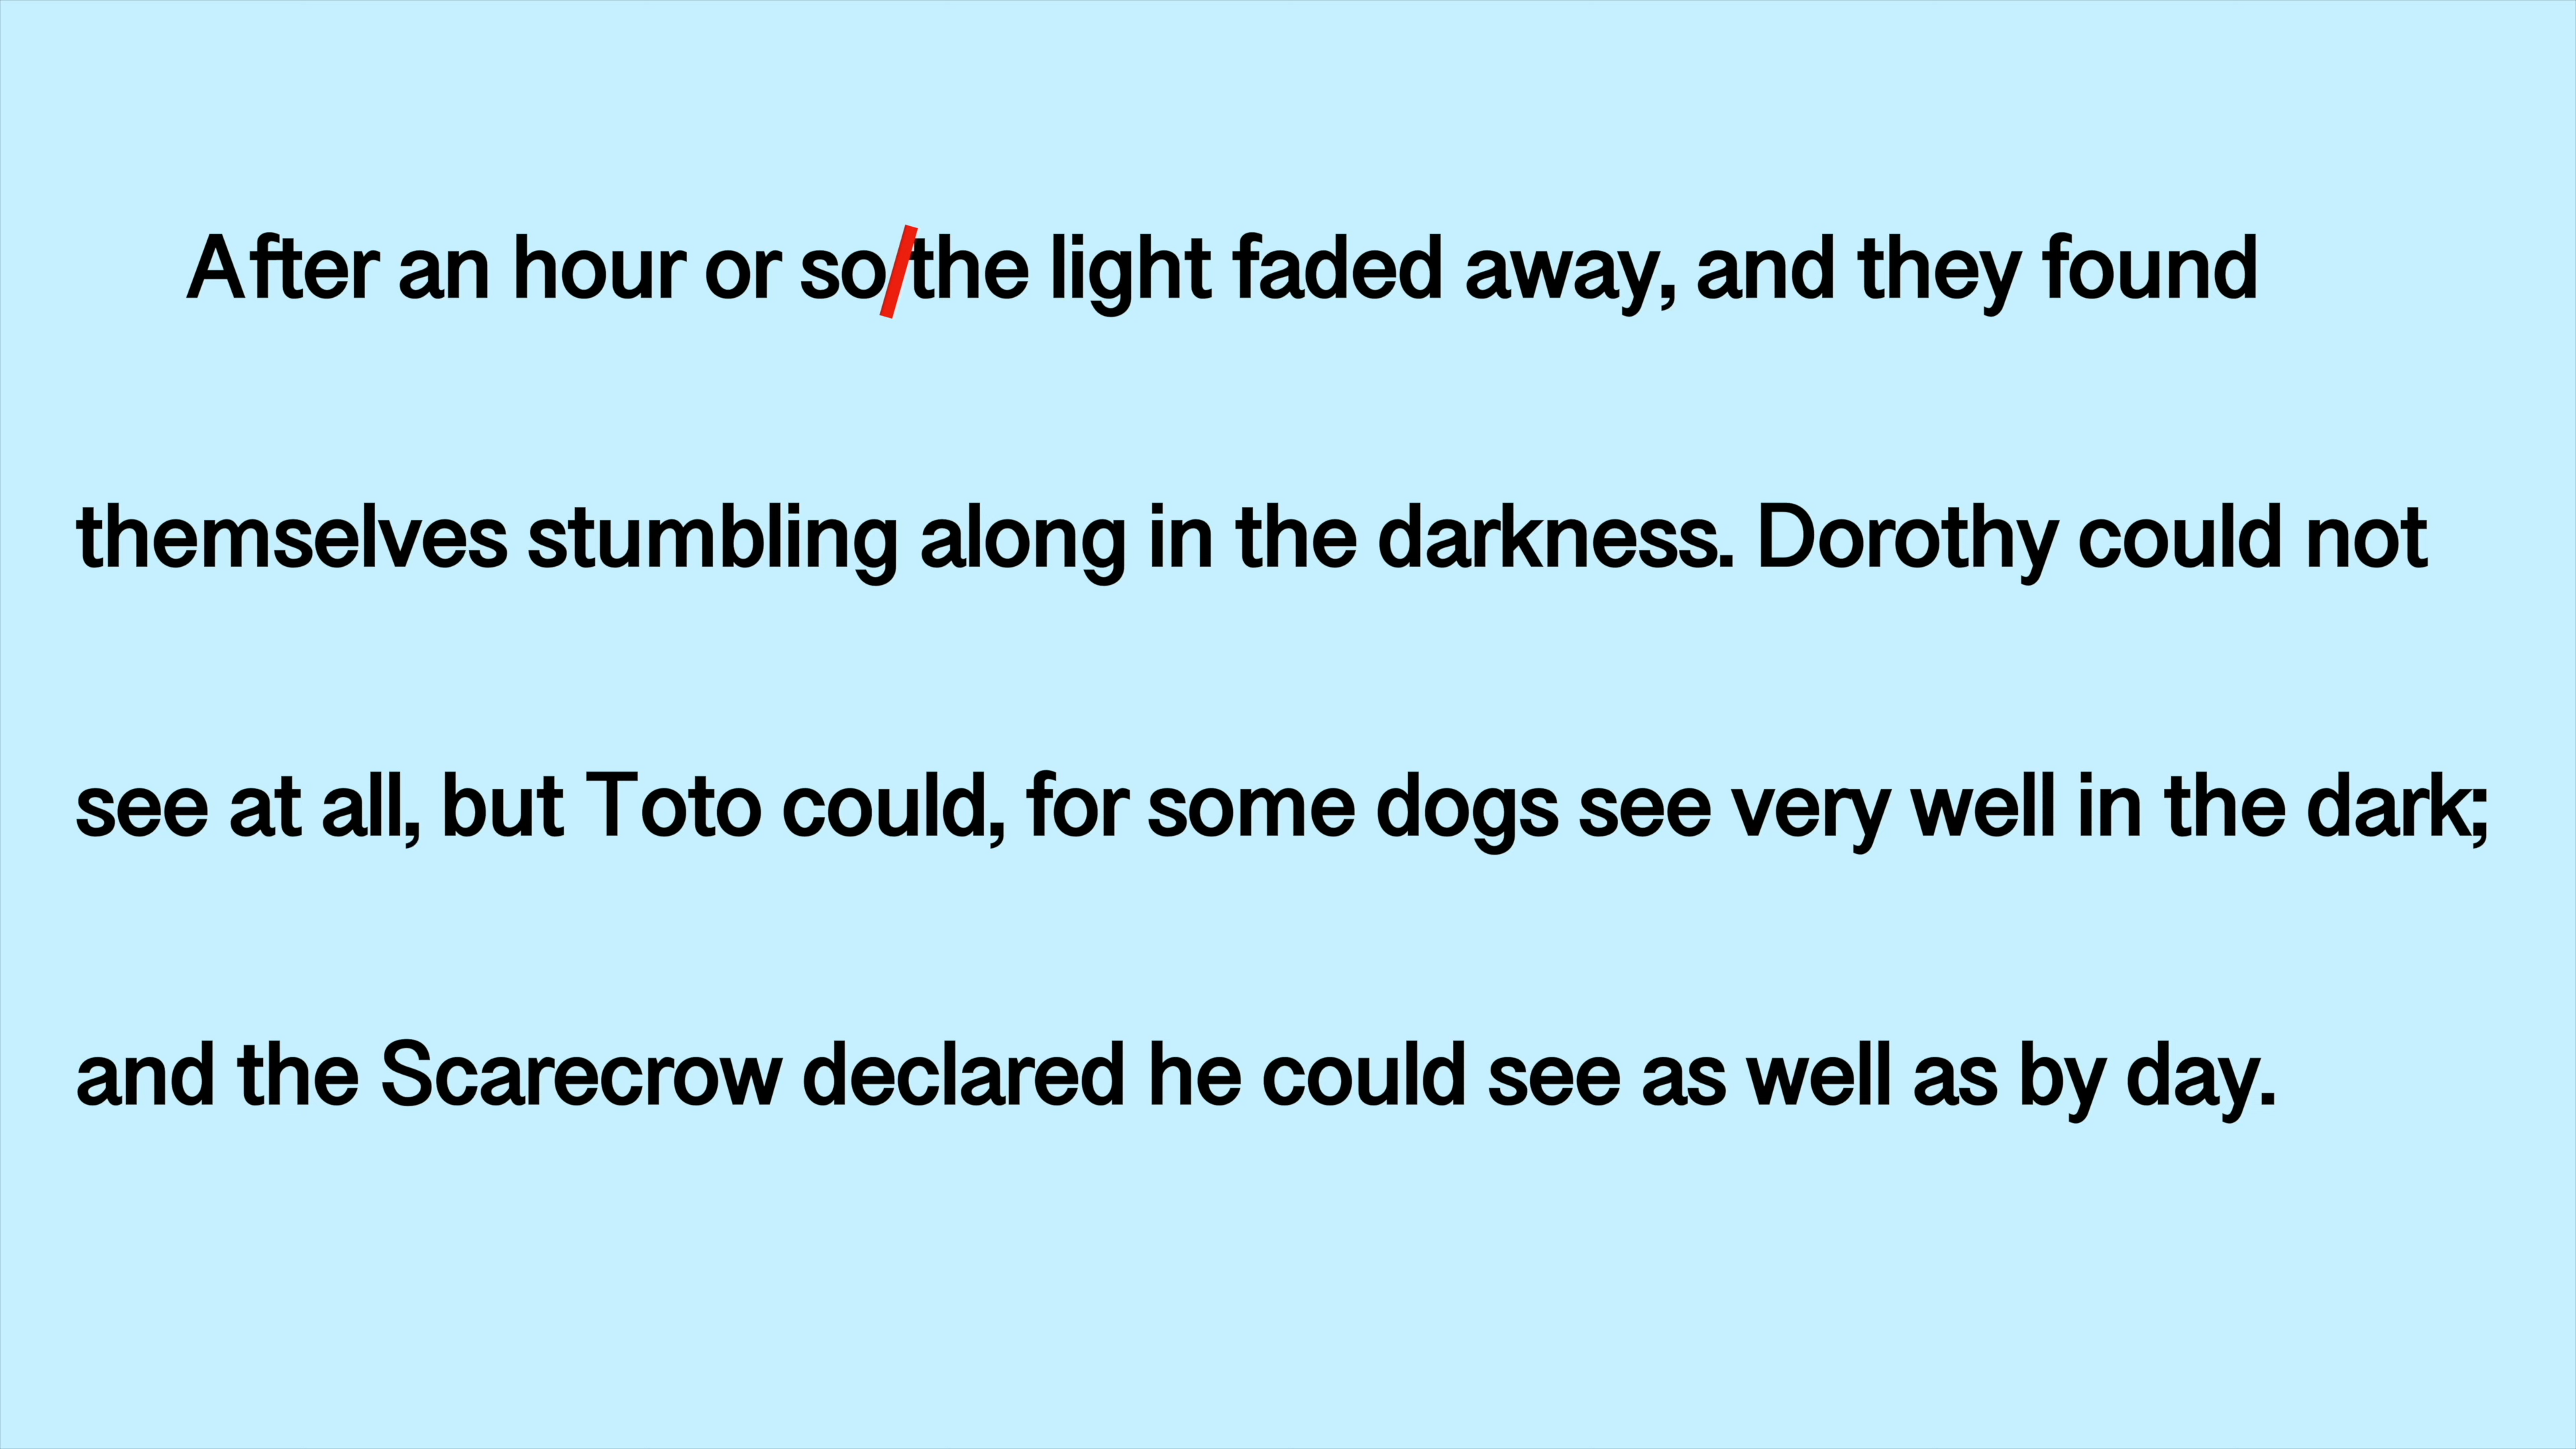 After an hour or so/the light faded away, and they found
themselves stumbling along in the darkness. Dorothy could not
see at all, but Toto could, for some dogs see very well in the dark;
and the Scarecrow declared he could see as well as by day.